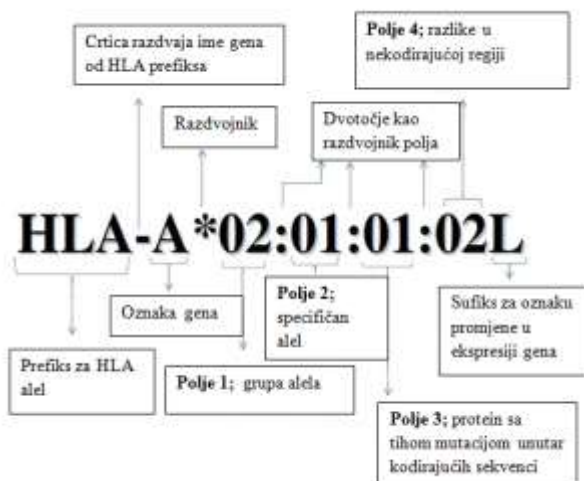 Crtica razdvaja ime gena
od HLA prefiksa
Polje 4; razlike u
nekodirajućoj regiji
Razdvojnik
Dvotočje kao
razdvojnik polja
HLA-A*02:01:01:02L
Oznaka gena
Polje 2;
specifičan
alel
Sufiks za oznaku
promjene u
ekspresiji gena
Prefiks za HLA
alel
Polje 1; grupa alela
Polje 3; protein sa
tihom mutacijom unutar
kodirajućih sekvenci